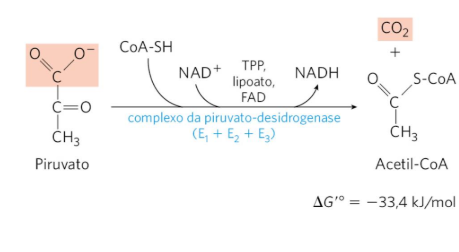 CO₂
+
O
O⁻
C
C=O
CH₃
Piruvato
CoA-SH
NAD⁺
TPP,
lipoato,
FAD
NADH
complexo da piruvato-desidrogenase
(E₁ + E₂ + E₃)
O
S-CoA
C
CH₃
Acetil-CoA
ΔG′° = −33,4 kJ/mol